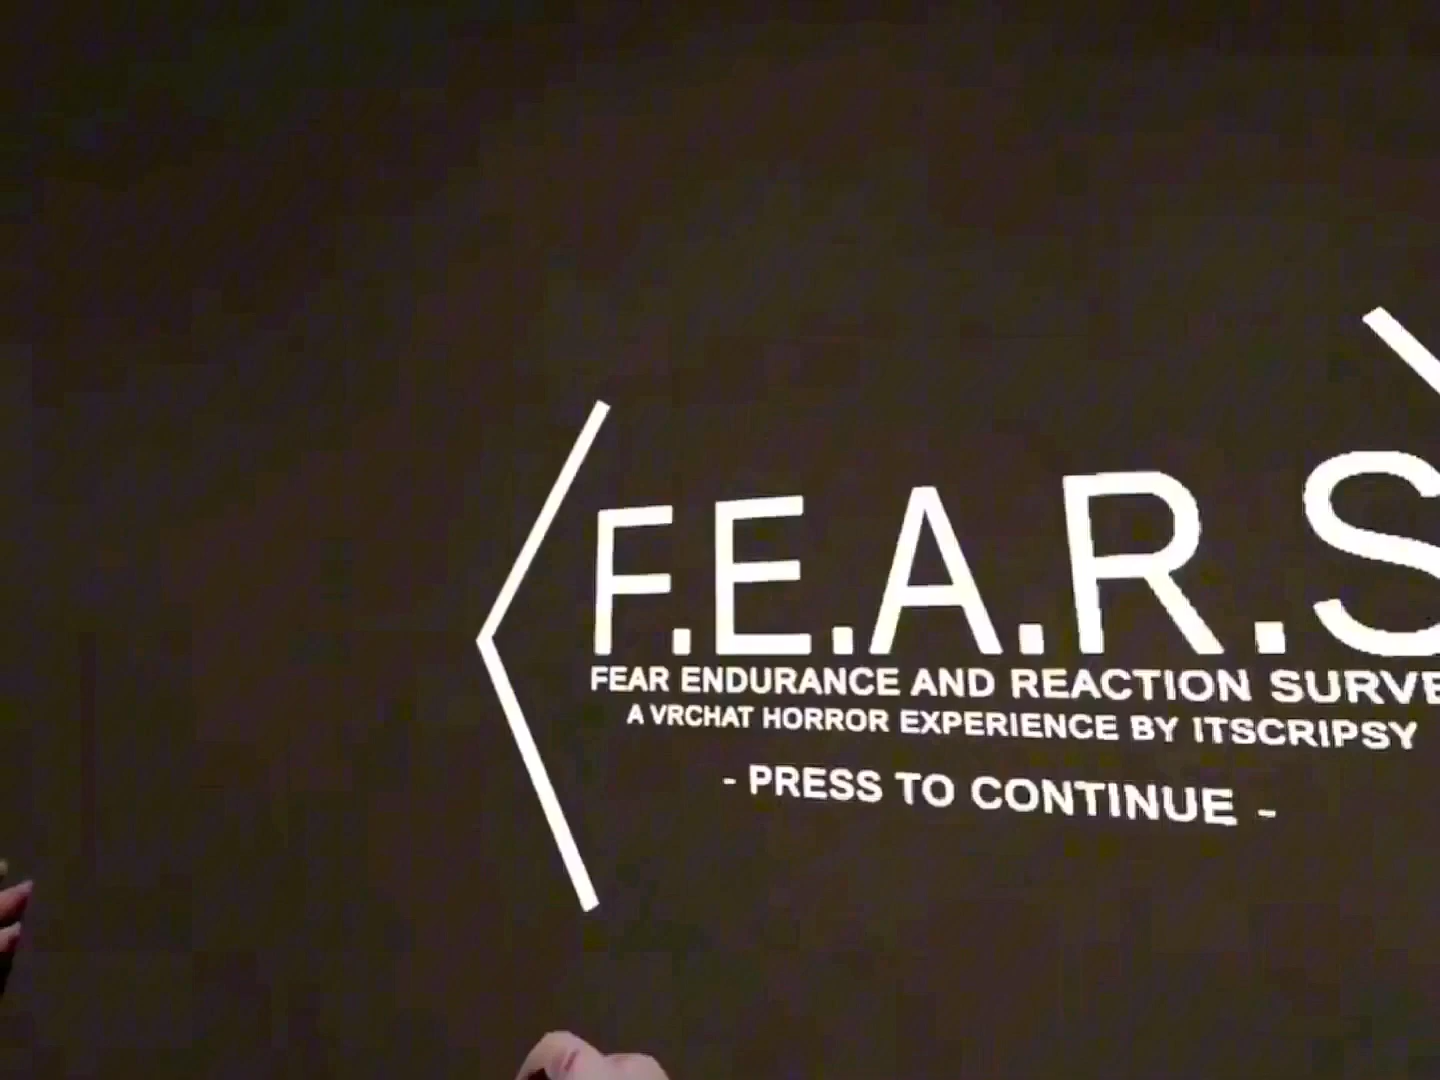 F.E.A.R.S
FEAR ENDURANCE AND REACTION SURVE
A VRCHAT HORROR EXPERIENCE BY ITSCRIPSY
- PRESS TO CONTINUE -